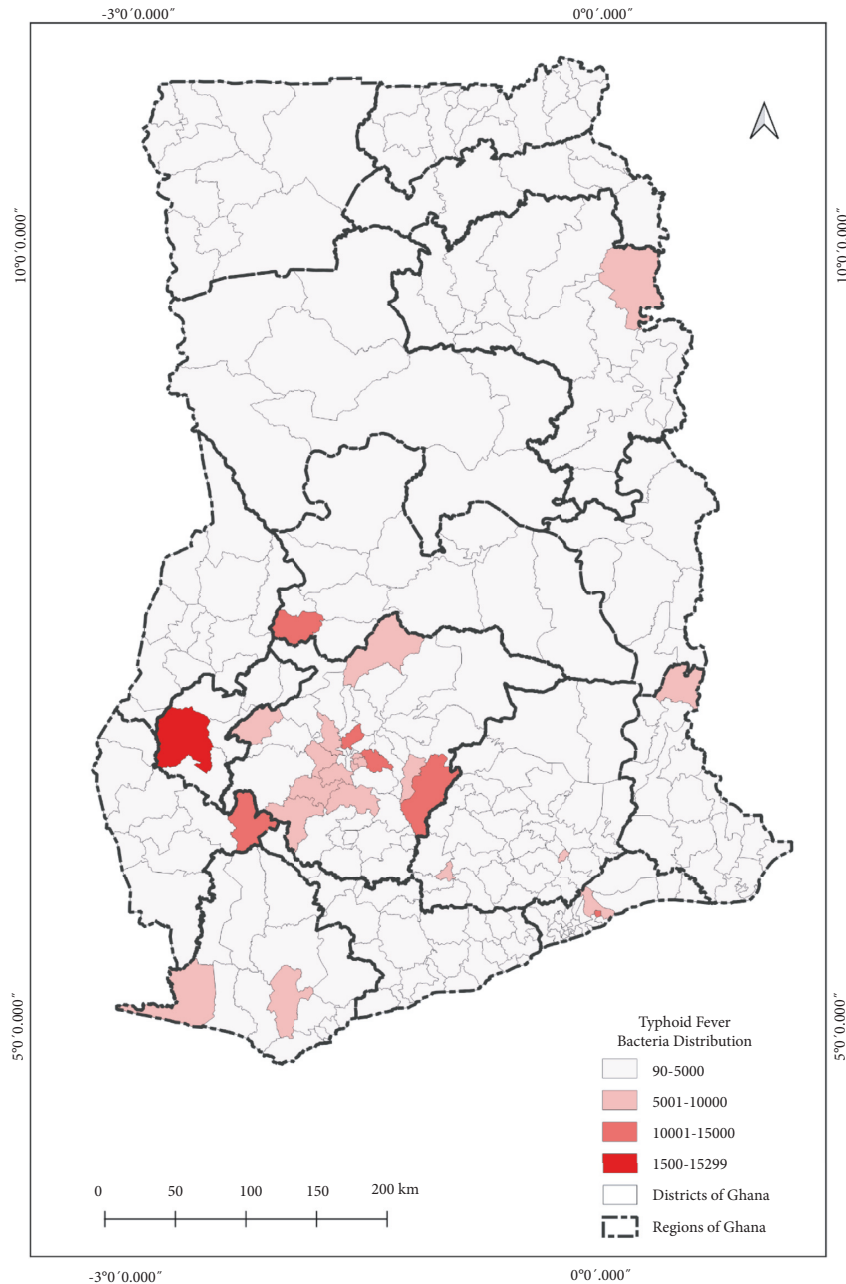 -3°0´0.000″ 0°0´0.000″
10°0´0.000″ 10°0´0.000″
5°0´0.000″ 5°0´0.000″
Typhoid Fever
Bacteria Distribution
90-5000
5001-10000
10001-15000
1500-15299
Districts of Ghana
Regions of Ghana
0 50 100 150 200 km
-3°0´0.000″ 0°0´0.000″